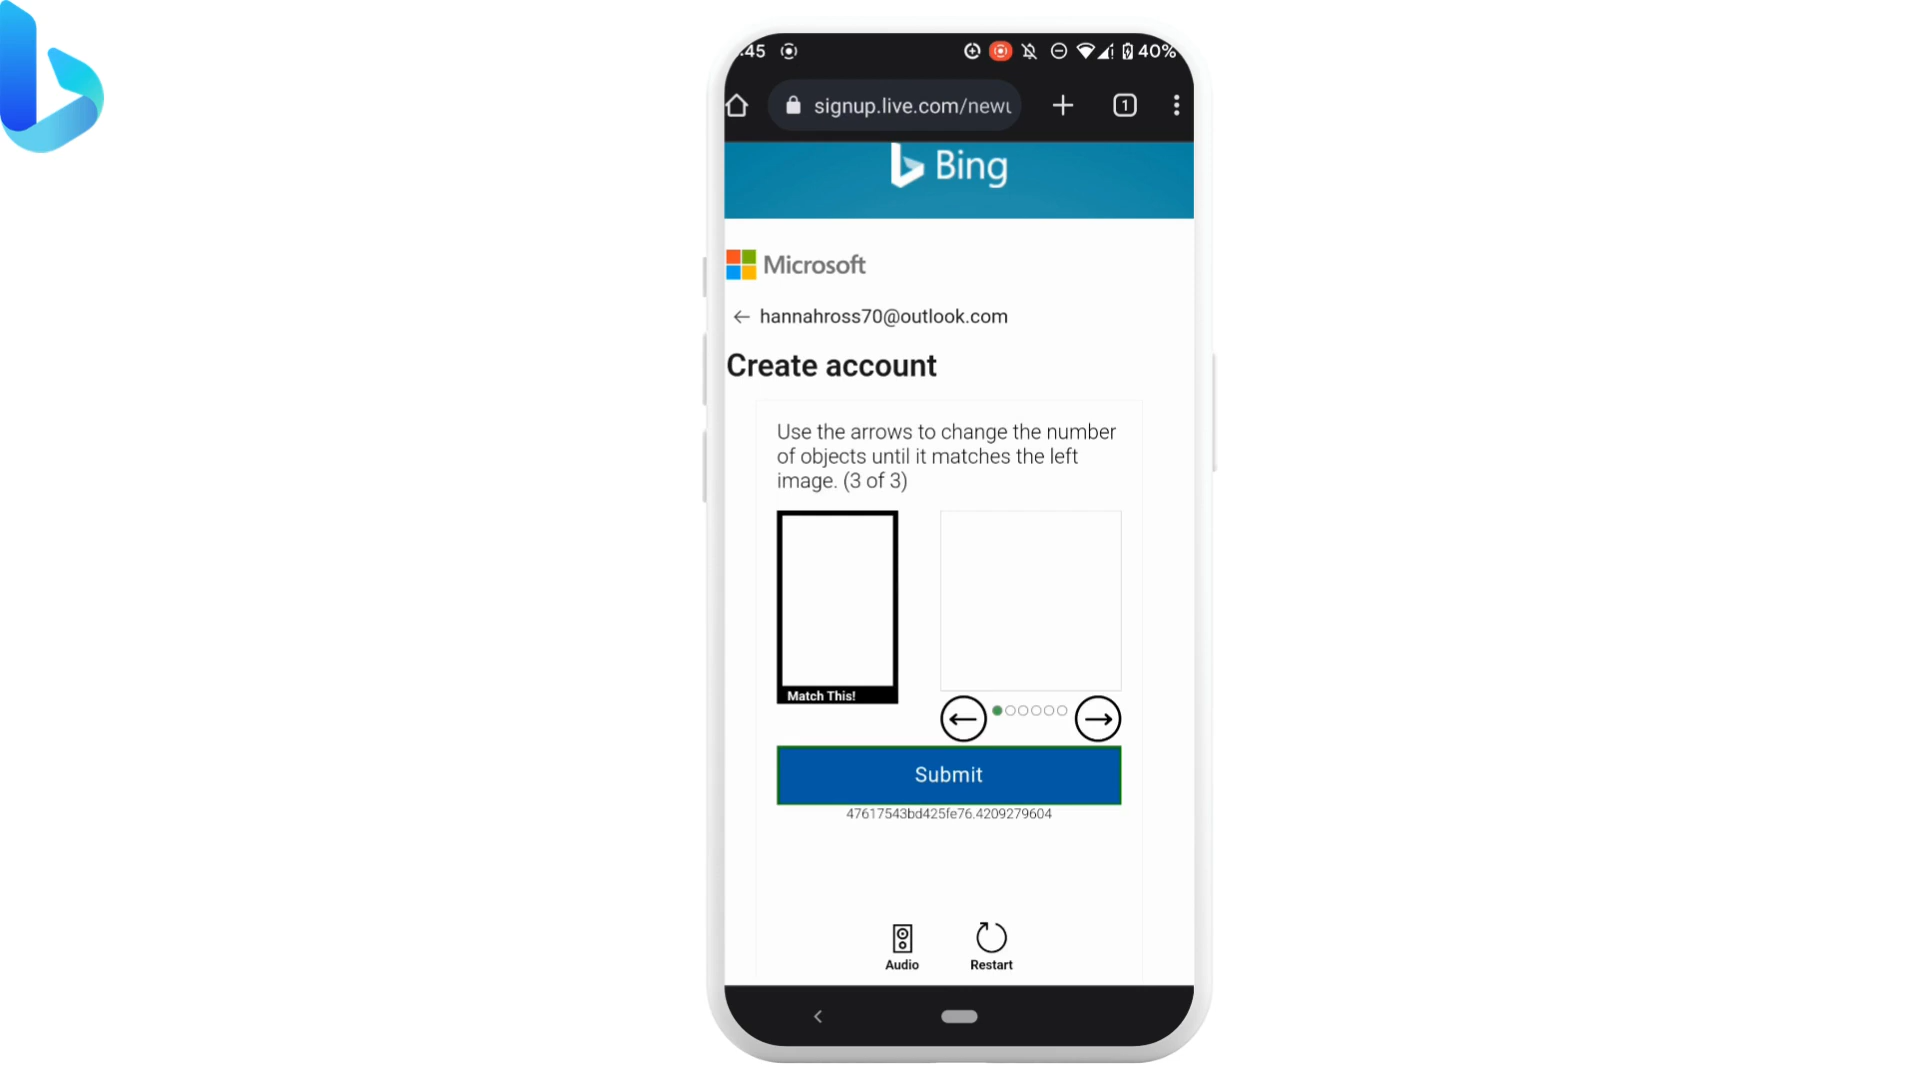 :45
40%
signup.live.com/newu
1
Bing
Microsoft
hannahross70@outlook.com
Create account
Use the arrows to change the number
of objects until it matches the left
image. (3 of 3)
Match This!
Submit
47617543bd425fe76.4209279604
Audio
Restart